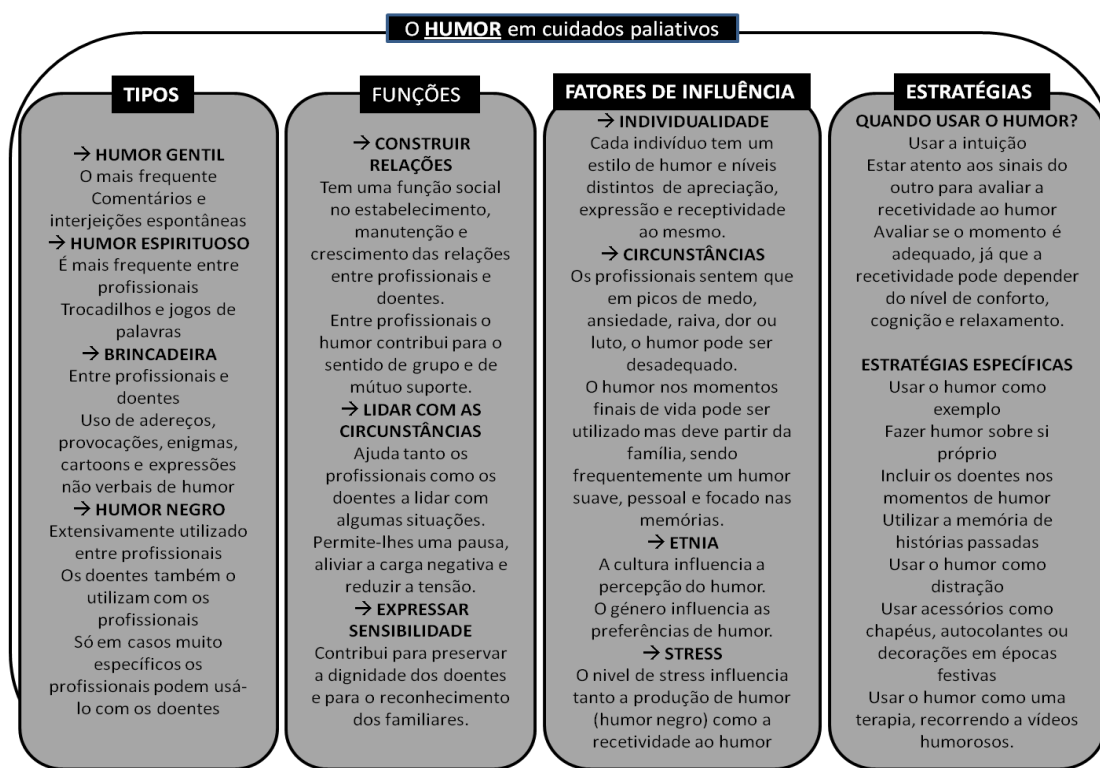 O HUMOR em cuidados paliativos
TIPOS
→ HUMOR GENTIL
O mais frequente
Comentários e
interjeições espontâneas
→ HUMOR ESPIRITUOSO
É mais frequente entre
profissionais
Trocadilhos e jogos de
palavras
→ BRINCADEIRA
Entre profissionais e
doentes
Uso de adereços,
provocações, enigmas,
cartoons e expressões
não verbais de humor
→ HUMOR NEGRO
Extensivamente utilizado
entre profissionais
Os doentes também o
utilizam com os
profissionais
Só em casos muito
específicos os
profissionais podem usá-
lo com os doentes
FUNÇÕES
→ CONSTRUIR
RELAÇÕES
Tem uma função social
no estabelecimento,
manutenção e
crescimento das relações
entre profissionais e
doentes.
Entre profissionais o
humor contribui para o
sentido de grupo e de
mútuo suporte.
→ LIDAR COM AS
CIRCUNSTÂNCIAS
Ajuda tanto os
profissionais como os
doentes a lidar com
algumas situações.
Permite-lhes uma pausa,
aliviar a carga negativa e
reduzir a tensão.
→ EXPRESSAR
SENSIBILIDADE
Contribui para preservar
a dignidade dos doentes
e para o reconhecimento
dos familiares.
FATORES DE INFLUÊNCIA
→ INDIVIDUALIDADE
Cada indivíduo tem um
estilo de humor e níveis
distintos de apreciação,
expressão e receptividade
ao mesmo.
→ CIRCUNSTÂNCIAS
Os profissionais sentem que
em picos de medo,
ansiedade, raiva, dor ou
luto, o humor pode ser
desadequado.
O humor nos momentos
finais de vida pode ser
utilizado mas deve partir da
família, sendo
frequentemente um humor
suave, pessoal e focado nas
memórias.
→ ETNIA
A cultura influencia a
percepção do humor.
O género influencia as
preferências de humor.
→ STRESS
O nivel de stress influencia
tanto a produção de humor
(humor negro) como a
recetividade ao humor
ESTRATÉGIAS
QUANDO USAR O HUMOR?
Usar a intuição
Estar atento aos sinais do
outro para avaliar a
recetividade ao humor
Avaliar se o momento é
adequado, já que a
recetividade pode depender
do nível de conforto,
cognição e relaxamento.
ESTRATÉGIAS ESPECÍFICAS
Usar o humor como
exemplo
Fazer humor sobre si
próprio
Incluir os doentes nos
momentos de humor
Utilizar a memória de
histórias passadas
Usar o humor como
distração
Usar acessórios como
chapéus, autocolantes ou
decorações em épocas
festivas
Usar o humor como uma
terapia, recorrendo a vídeos
humorosos.